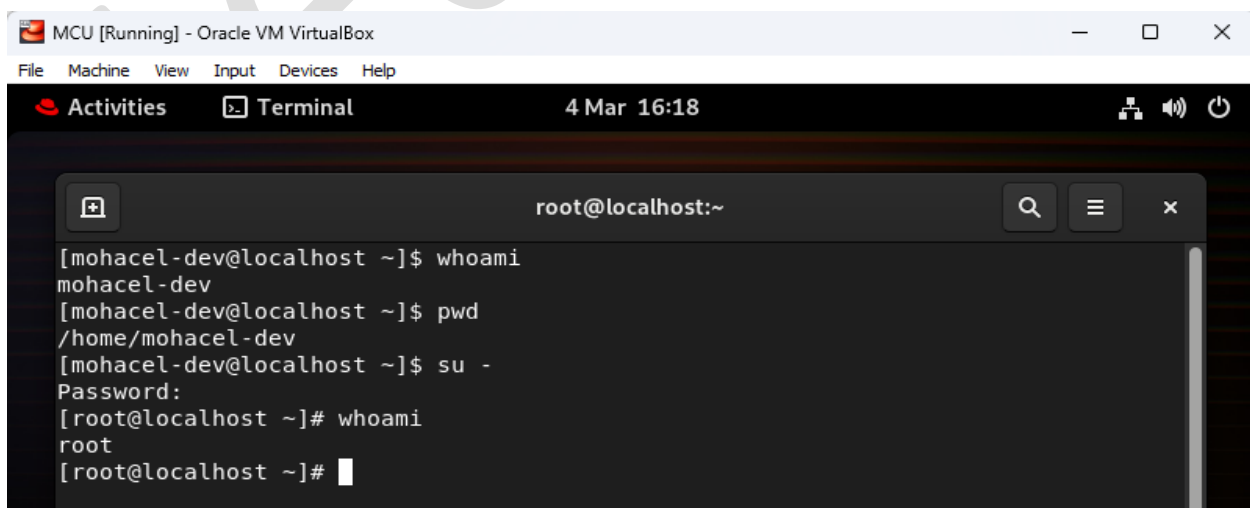 MCU [Running] - Oracle VM VirtualBox
File Machine View Input Devices Help
Activities Terminal 4 Mar 16:18
root@localhost:~
[mohacel-dev@localhost ~]$ whoami
mohacel-dev
[mohacel-dev@localhost ~]$ pwd
/home/mohacel-dev
[mohacel-dev@localhost ~]$ su -
Password:
[root@localhost ~]# whoami
root
[root@localhost ~]#